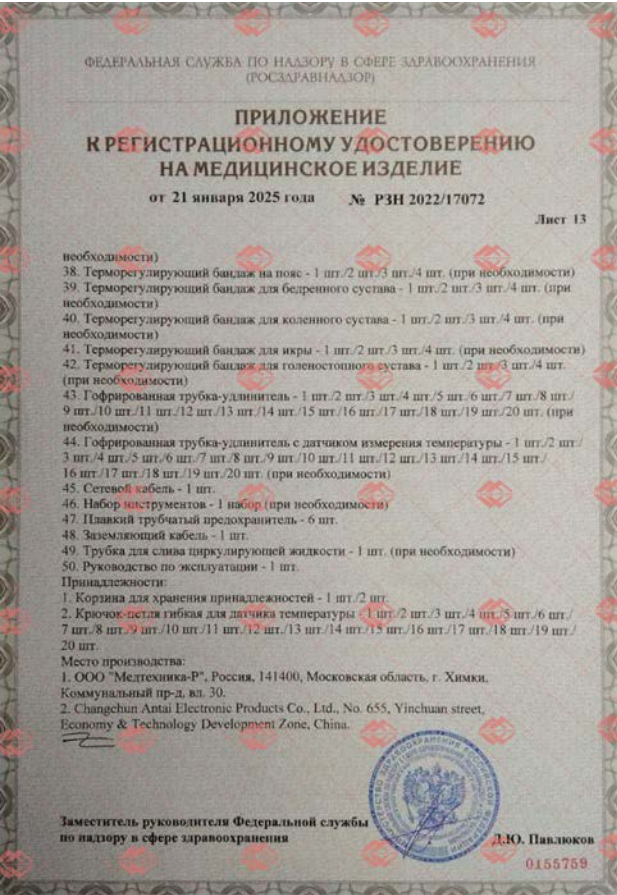 ФЕДЕРАЛЬНАЯ СЛУЖБА ПО НАДЗОРУ В СФЕРЕ ЗДРАВООХРАНЕНИЯ
(РОСЗДРАВНАДЗОР)
ПРИЛОЖЕНИЕ
К РЕГИСТРАЦИОННОМУ УДОСТОВЕРЕНИЮ
НА МЕДИЦИНСКОЕ ИЗДЕЛИЕ
от 21 января 2025 года № РЗН 2022/17072
Лист 13
необходимости)
38. Терморегулирующий бандаж на пояс - 1 шт./2 шт./3 шт./4 шт. (при необходимости)
39. Терморегулирующий бандаж для бедренного сустава - 1 шт./2 шт./3 шт./4 шт. (при
необходимости)
40. Терморегулирующий бандаж для коленного сустава - 1 шт./2 шт./3 шт./4 шт. (при
необходимости)
41. Терморегулирующий бандаж для икры - 1 шт./2 шт./3 шт./4 шт. (при необходимости)
42. Терморегулирующий бандаж для голеностопного сустава - 1 шт./2 шт./3 шт./4 шт.
(при необходимости)
43. Гофрированная трубка-удлинитель - 1 шт./2 шт./3 шт./4 шт./5 шт./6 шт./7 шт./8 шт./
9 шт./10 шт./11 шт./12 шт./13 шт./14 шт./15 шт./16 шт./17 шт./18 шт./19 шт./20 шт. (при
необходимости)
44. Гофрированная трубка-удлинитель с датчиком измерения температуры - 1 шт./2 шт./
3 шт./4 шт./5 шт./6 шт./7 шт./8 шт./9 шт./10 шт./11 шт./12 шт./13 шт./14 шт./15 шт./
16 шт./17 шт./18 шт./19 шт./20 шт. (при необходимости)
45. Сетевой кабель - 1 шт.
46. Набор инструментов - 1 набор (при необходимости)
47. Плавкий трубчатый предохранитель - 6 шт.
48. Заземляющий кабель - 1 шт.
49. Трубка для слива циркулирующей жидкости - 1 шт. (при необходимости)
50. Руководство по эксплуатации - 1 шт.
Принадлежности:
1. Корзина для хранения принадлежностей - 1 шт./2 шт.
2. Крючок-петля гибкая для датчика температуры - 1 шт./2 шт./3 шт./4 шт./5 шт./6 шт./
7 шт./8 шт./9 шт./10 шт./11 шт./12 шт./13 шт./14 шт./15 шт./16 шт./17 шт./18 шт./19 шт./
20 шт.
Место производства:
1. ООО "Медтехника-Р", Россия, 141400, Московская область, г. Химки,
Коммунальный пр-д, вл. 30.
2. Changchun Antai Electronic Products Co., Ltd., No. 655, Yinchuan street,
Economy & Technology Development Zone, China.
Заместитель руководителя Федеральной службы
по надзору в сфере здравоохранения
Д.Ю. Павлюков
0155759